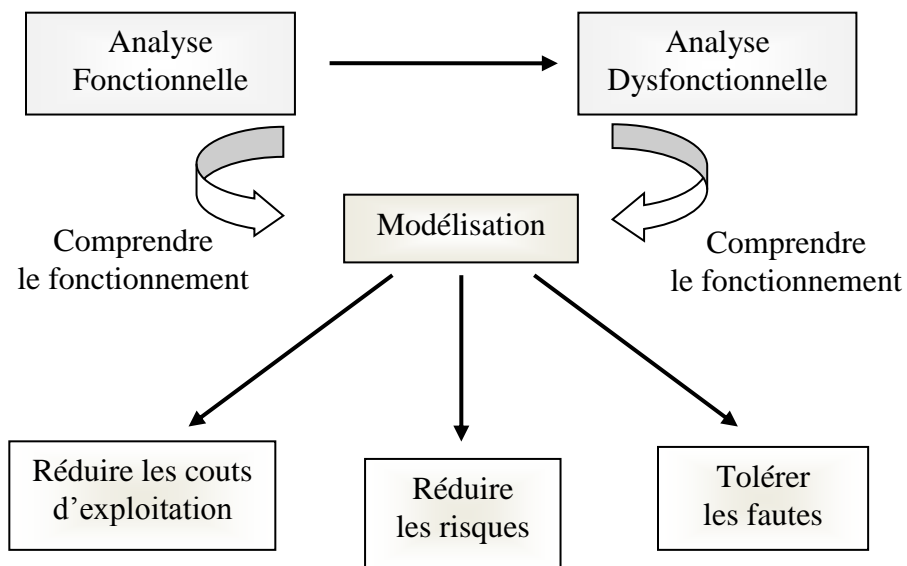 Analyse
Fonctionnelle
Analyse
Dysfonctionnelle
Modélisation
Comprendre
le fonctionnement
Comprendre
le fonctionnement
Réduire les couts
d’exploitation
Réduire
les risques
Tolérer
les fautes